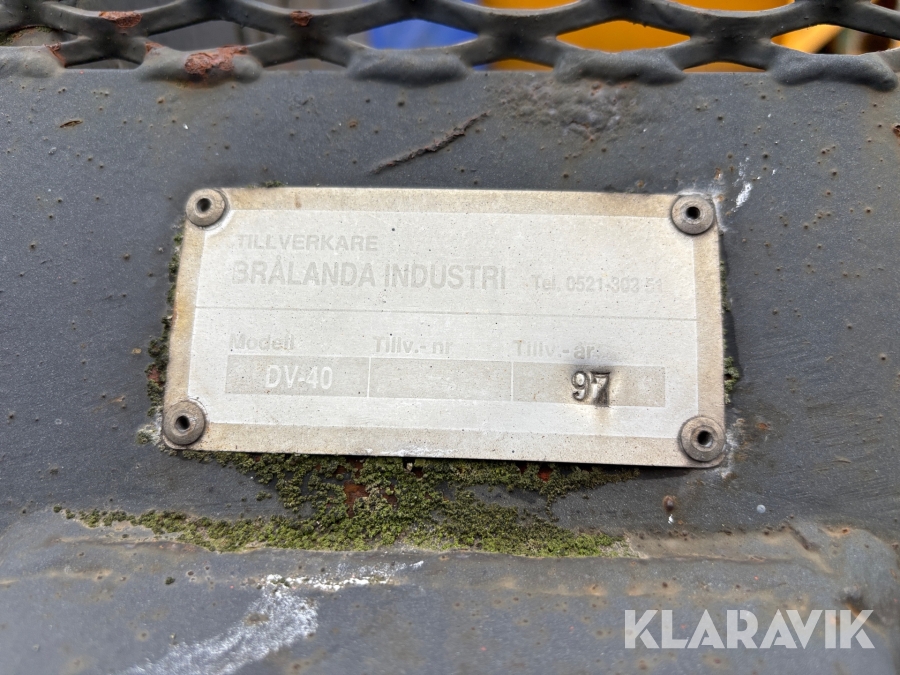 TILLVERKARE
BRÅLANDA INDUSTRI Tel. 0521-303 51
Modell Tillv.- nr Tillv.- år
DV-40 97
KLARAVIK